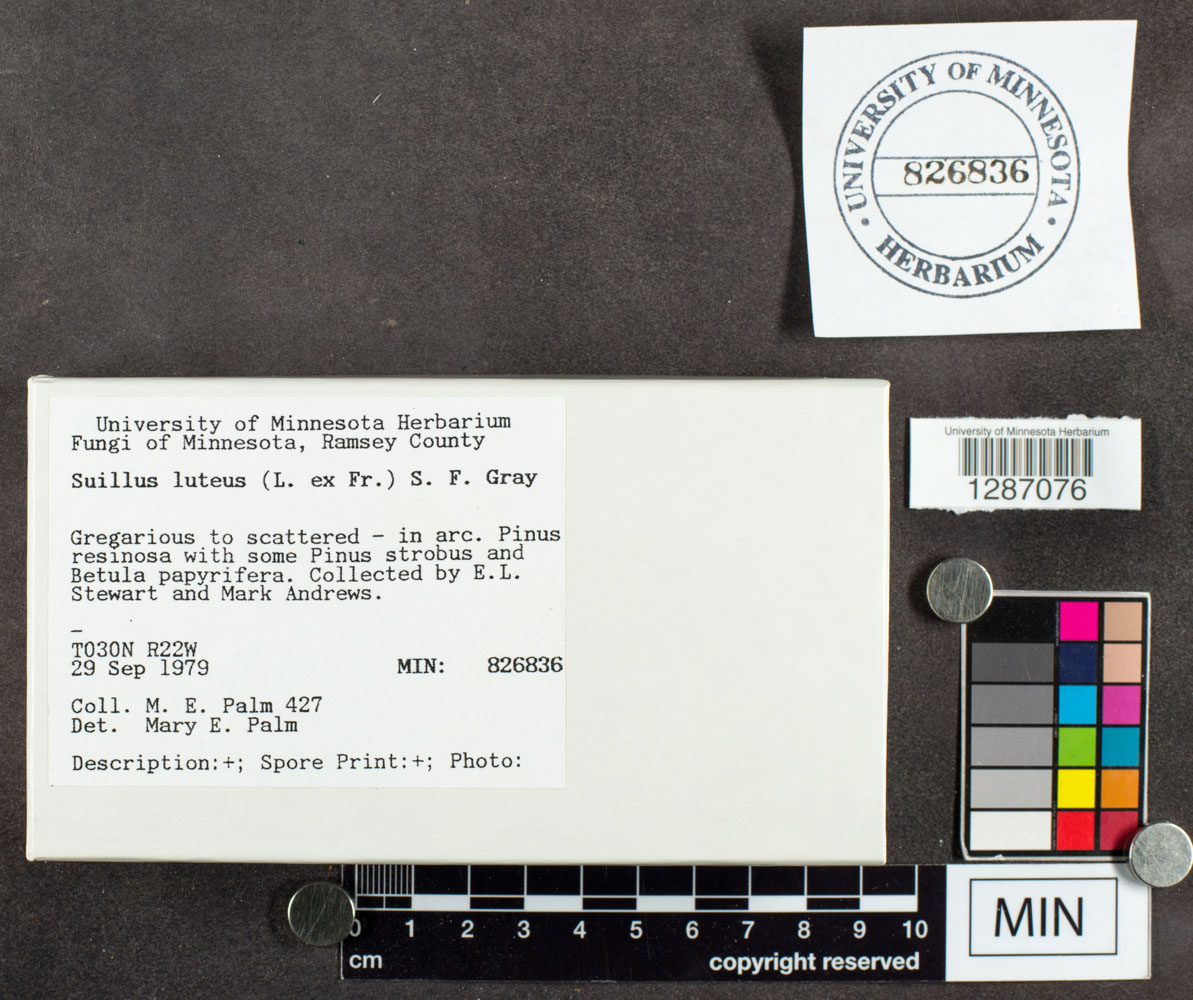 UNIVERSITY OF MINNESOTA
826836
• HERBARIUM •
University of Minnesota Herbarium
Fungi of Minnesota, Ramsey County
Suillus luteus (L. ex Fr.) S. F. Gray
Gregarious to scattered - in arc. Pinus
resinosa with some Pinus strobus and
Betula papyrifera. Collected by E.L.
Stewart and Mark Andrews.
_
T030N R22W
29 Sep 1979 MIN: 826836
Coll. M. E. Palm 427
Det. Mary E. Palm
Description:+; Spore Print:+; Photo:
University of Minnesota Herbarium
1287076
0 1 2 3 4 5 6 7 8 9 10
cm copyright reserved
MIN